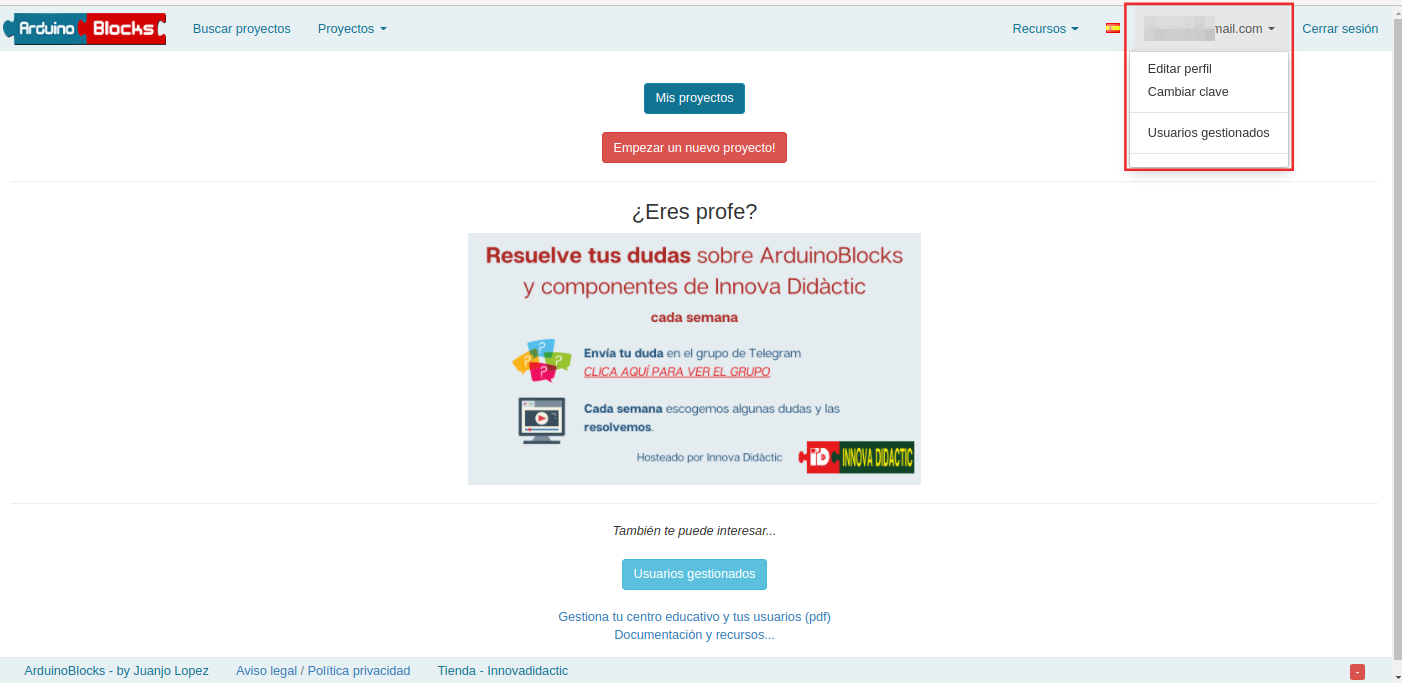 Arduino Blocks
Buscar proyectos
Proyectos
Recursos
mail.com
Cerrar sesión
Editar perfil
Cambiar clave
Usuarios gestionados
Mis proyectos
Empezar un nuevo proyecto!
¿Eres profe?
Resuelve tus dudas sobre ArduinoBlocks
y componentes de Innova Didàctic
cada semana
Envía tu duda en el grupo de Telegram
CLICA AQUÍ PARA VER EL GRUPO
Cada semana escogemos algunas dudas y las
resolvemos.
Hosteado por Innova Didàctic
iD INNOVA DIDACTIC
También te puede interesar...
Usuarios gestionados
Gestiona tu centro educativo y tus usuarios (pdf)
Documentación y recursos...
ArduinoBlocks - by Juanjo Lopez
Aviso legal / Política privacidad
Tienda - Innovadidactic
-